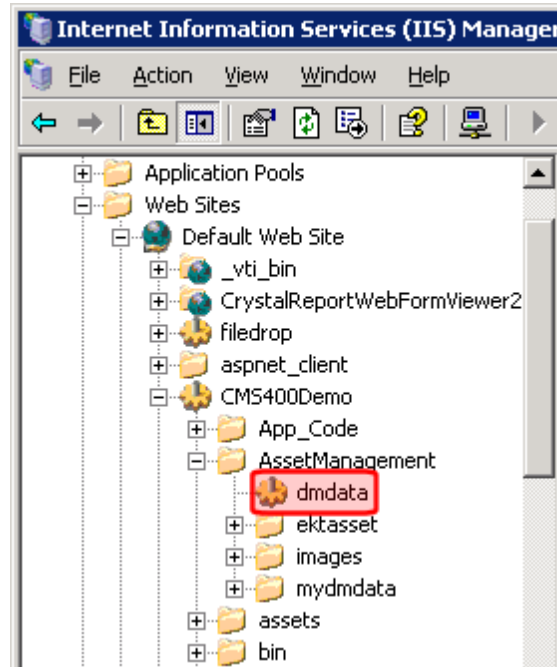 Internet Information Services (IIS) Manager
File Action View Window Help
Application Pools
Web Sites
Default Web Site
_vti_bin
CrystalReportWebFormViewer2
filedrop
aspnet_client
CMS400Demo
App_Code
AssetManagement
dmdata
ektasset
images
mydmdata
assets
bin